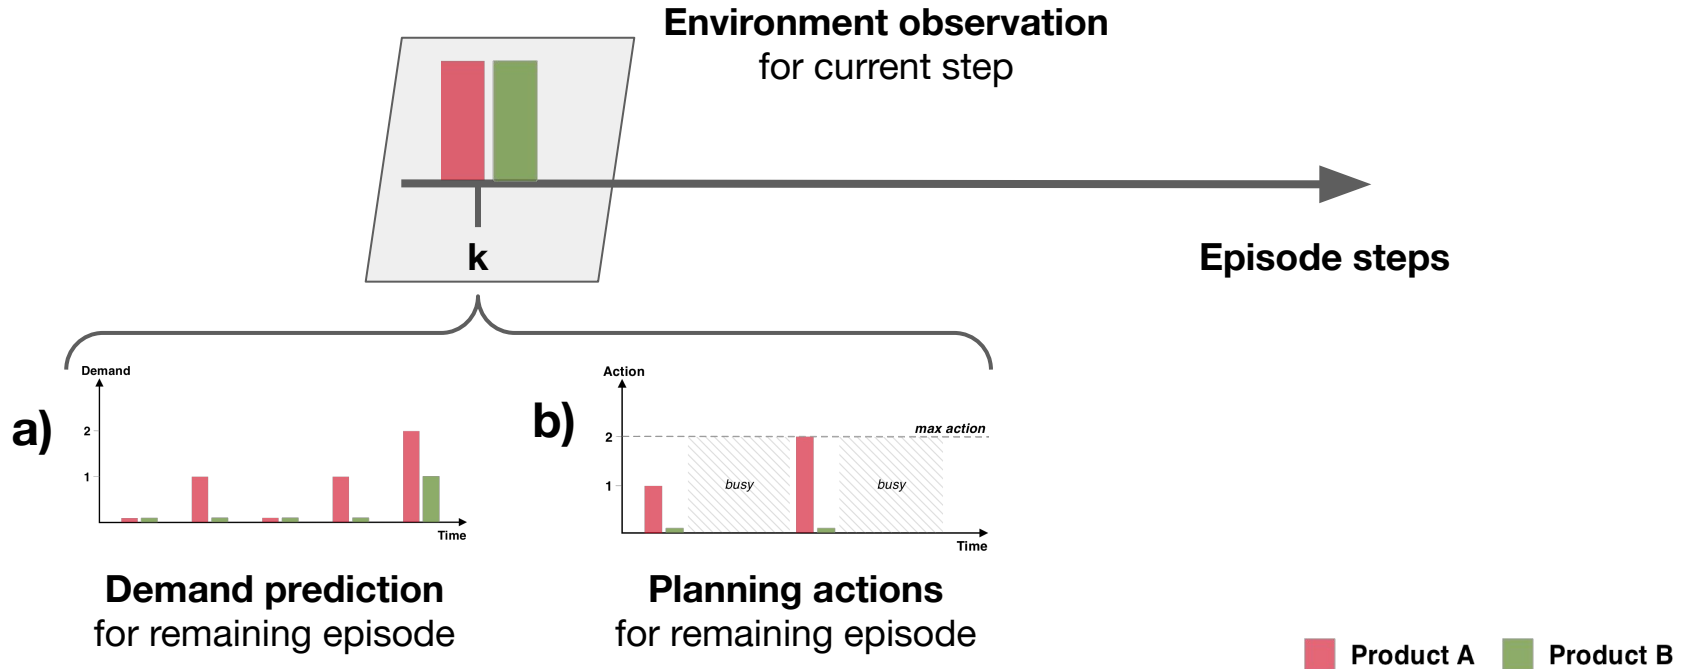 Environment observation
for current step
k
Episode steps
a)
Demand
2
1
Time
Demand prediction
for remaining episode
b)
Action
2
max action
1
busy
busy
Time
Planning actions
for remaining episode
Product A
Product B